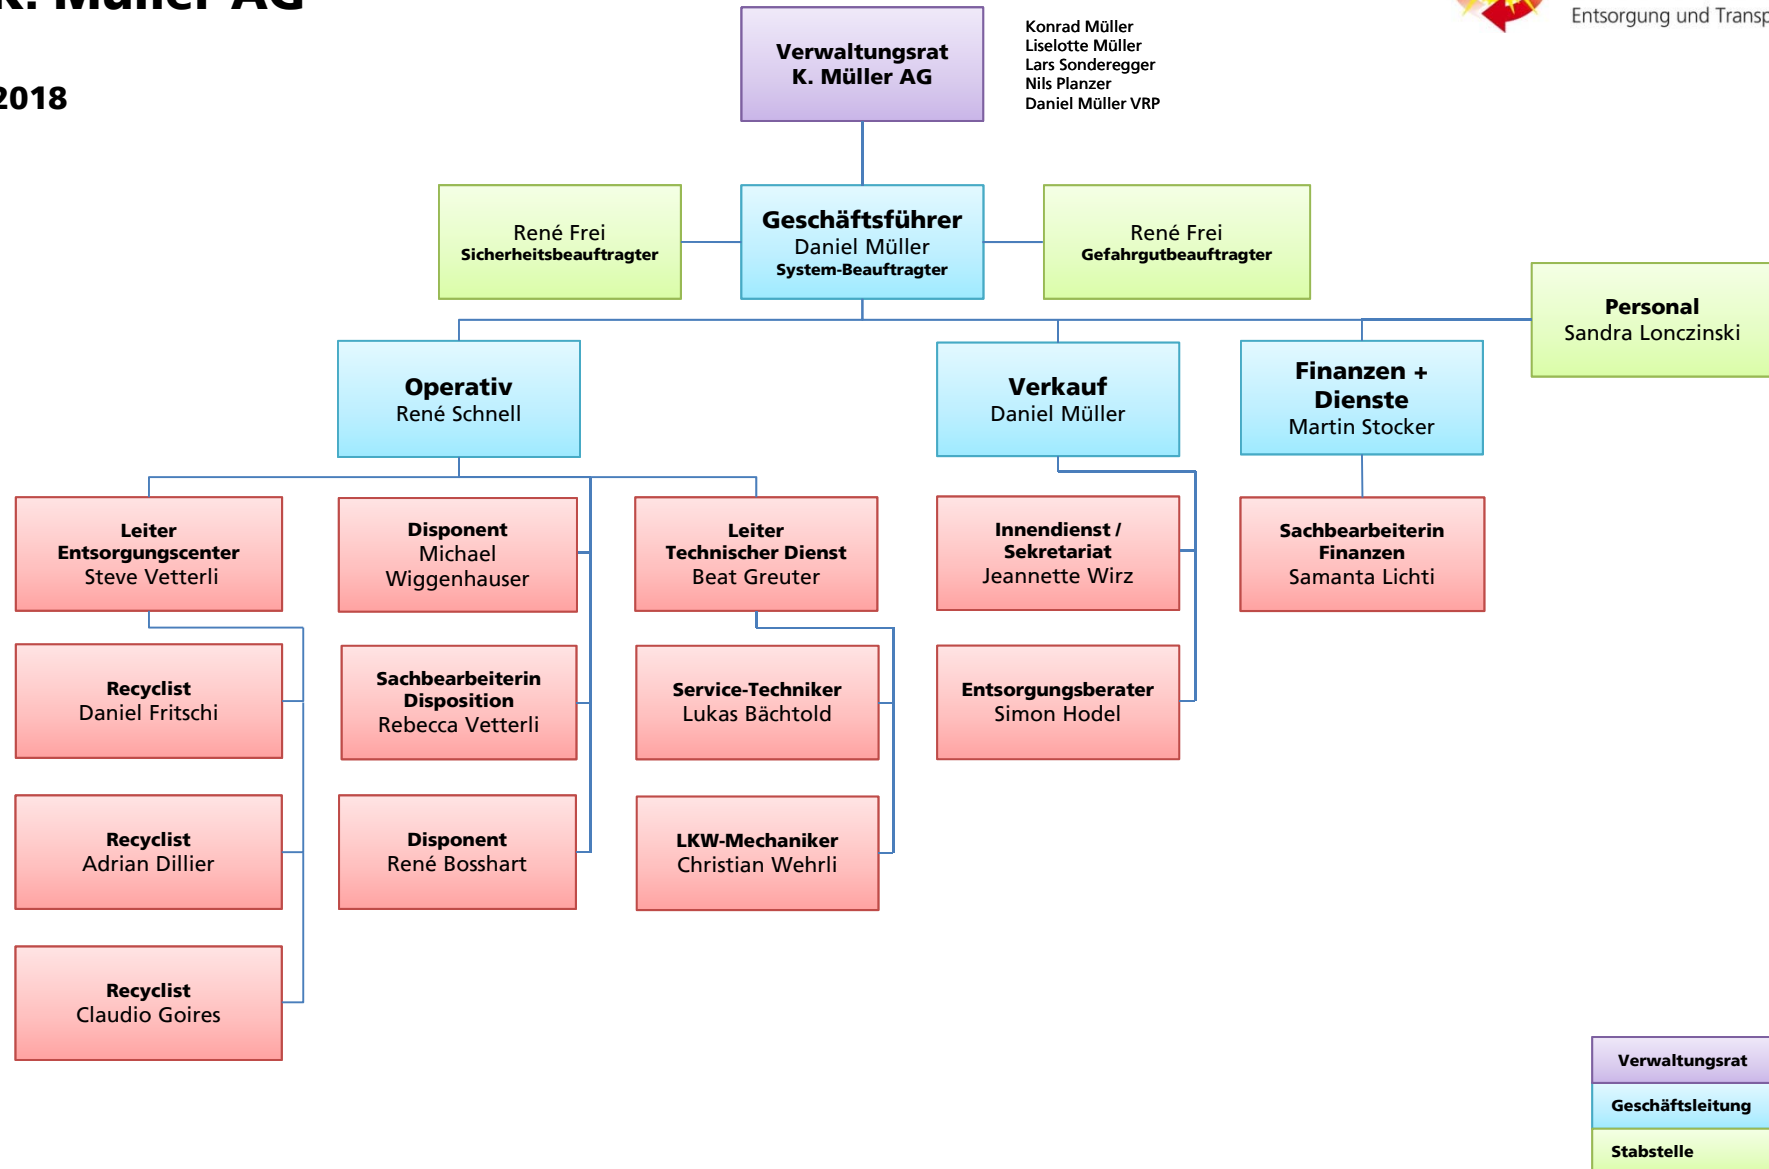 K. Müller AG
2018
Entsorgung und Transp
Verwaltungsrat
K. Müller AG
Konrad Müller
Liselotte Müller
Lars Sonderegger
Nils Planzer
Daniel Müller VRP
René Frei
Sicherheitsbeauftragter
Geschäftsführer
Daniel Müller
System-Beauftragter
René Frei
Gefahrgutbeauftragter
Personal
Sandra Lonczinski
Operativ
René Schnell
Verkauf
Daniel Müller
Finanzen +
Dienste
Martin Stocker
Leiter
Entsorgungscenter
Steve Vetterli
Disponent
Michael
Wiggenhauser
Leiter
Technischer Dienst
Beat Greuter
Innendienst /
Sekretariat
Jeannette Wirz
Sachbearbeiterin
Finanzen
Samanta Lichti
Recyclist
Daniel Fritschi
Sachbearbeiterin
Disposition
Rebecca Vetterli
Service-Techniker
Lukas Bächtold
Entsorgungsberater
Simon Hodel
Recyclist
Adrian Dillier
Disponent
René Bosshart
LKW-Mechaniker
Christian Wehrli
Recyclist
Claudio Goires
Verwaltungsrat
Geschäftsleitung
Stabstelle